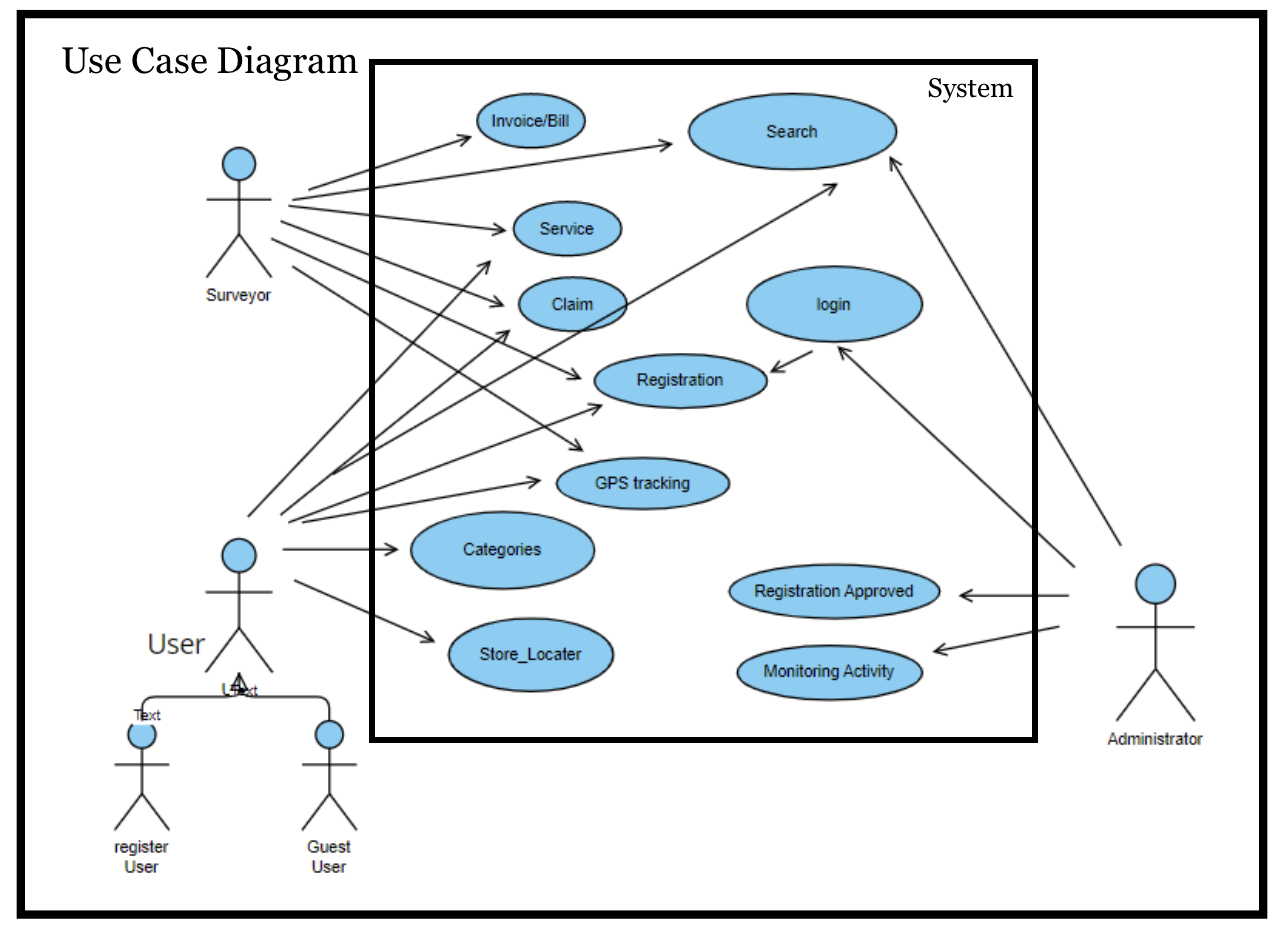 Use Case Diagram
System
Invoice/Bill
Search
Service
Surveyor
Claim
login
Registration
GPS tracking
Categories
Registration Approved
User
Store_Locater
Monitoring Activity
Text
Administrator
register
User
Guest
User